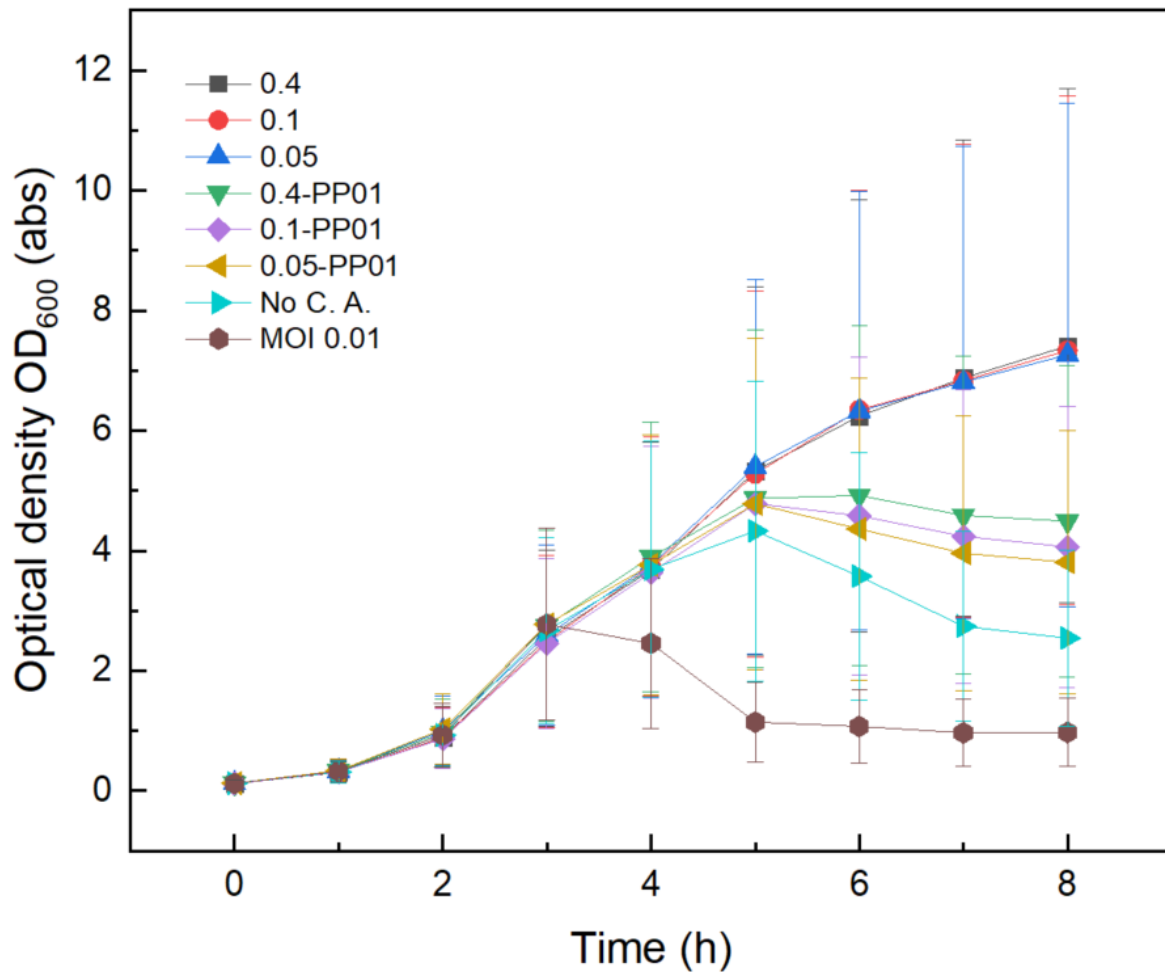 Optical density OD₆₀₀ (abs)
12
10
8
6
4
2
0
0.4
0.1
0.05
0.4-PP01
0.1-PP01
0.05-PP01
No C. A.
MOI 0.01
0 2 4 6 8
Time (h)